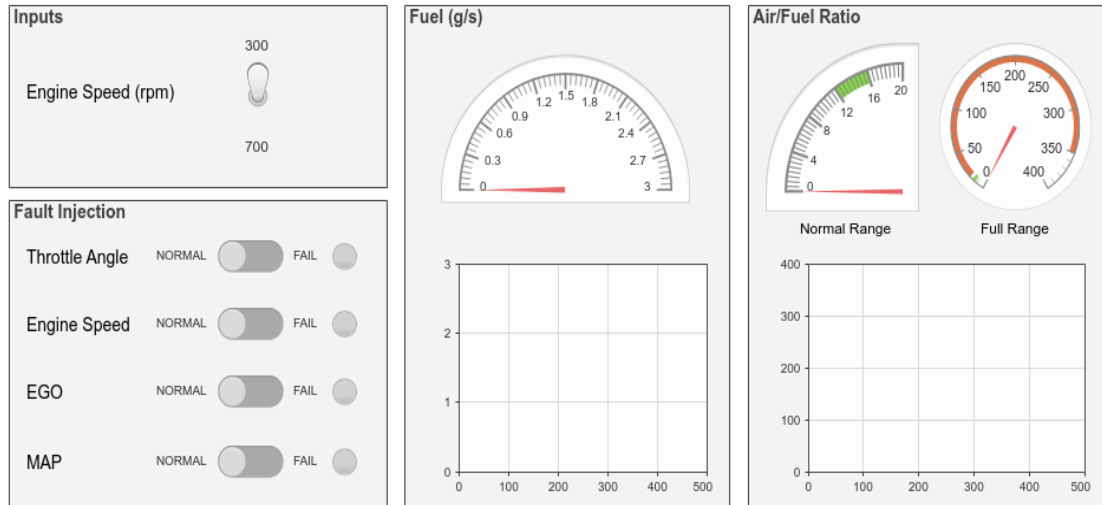 Inputs
300
Engine Speed (rpm)
700
Fault Injection
Throttle Angle NORMAL FAIL
Engine Speed NORMAL FAIL
EGO NORMAL FAIL
MAP NORMAL FAIL
Fuel (g/s)
0 0.3 0.6 0.9 1.2 1.5 1.8 2.1 2.4 2.7 3
3
2
1
0
0 100 200 300 400 500
Air/Fuel Ratio
0 4 8 12 16 20
Normal Range
0 50 100 150 200 250 300 350 400
Full Range
400
300
200
100
0
0 100 200 300 400 500